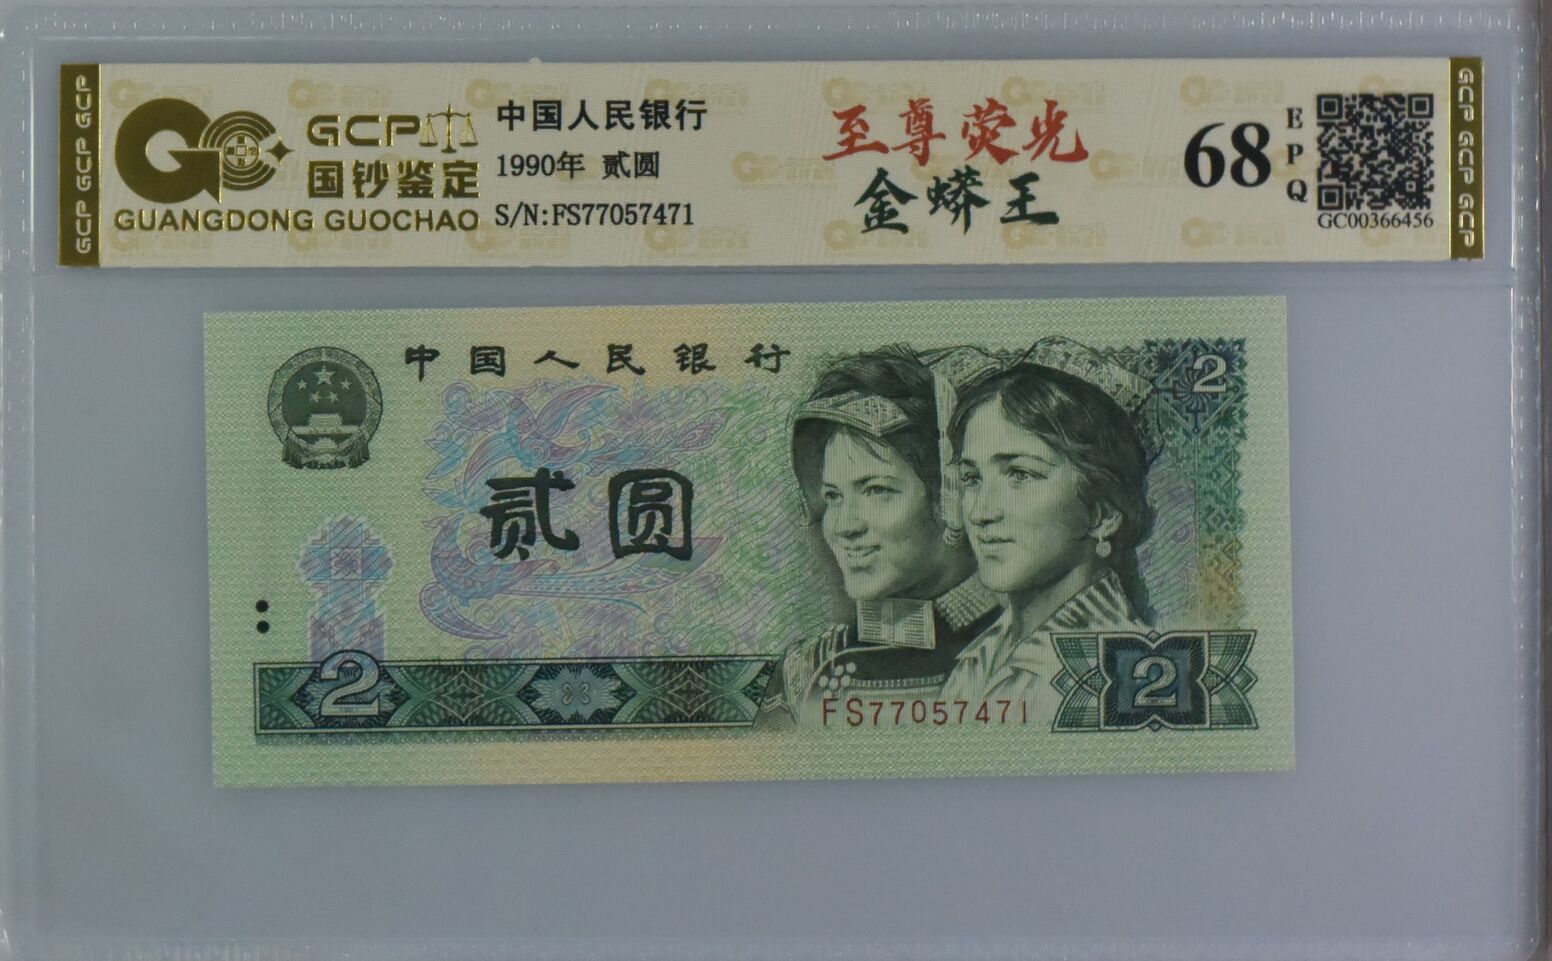 GCP
国钞鉴定
GUANGDONG GUOCHAO
中国人民银行
1990年 贰圆
S/N:FS77057471
至尊荧光
金蟒王
68
EPQ
GC00366456
GCP GCP GCP
GCP GCP GCP
中国人民银行
2
贰圆
2
2
FS77057471